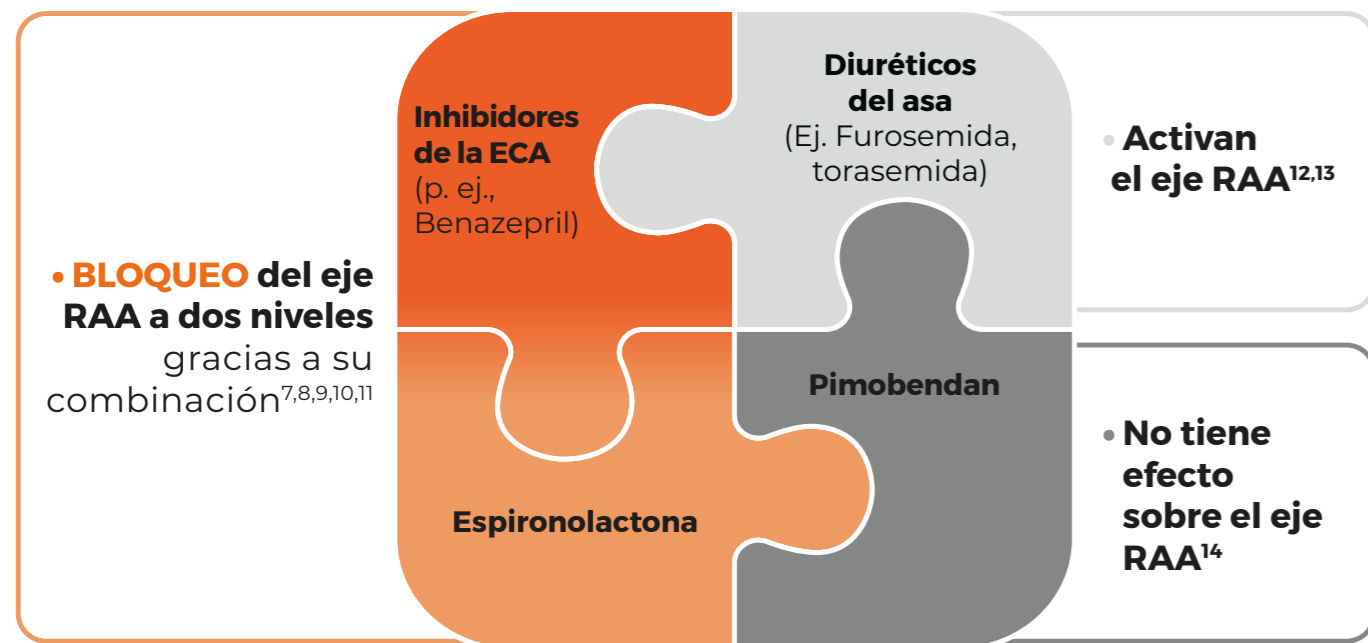 • BLOQUEO del eje
RAA a dos niveles
gracias a su
combinación7,8,9,10,11
Inhibidores
de la ECA
(p. ej.,
Benazepril)
Diuréticos
del asa
(Ej. Furosemida,
torasemida)
• Activan
el eje RAA12,13
Espironolactona
Pimobendan
• No tiene
efecto
sobre el eje
RAA14